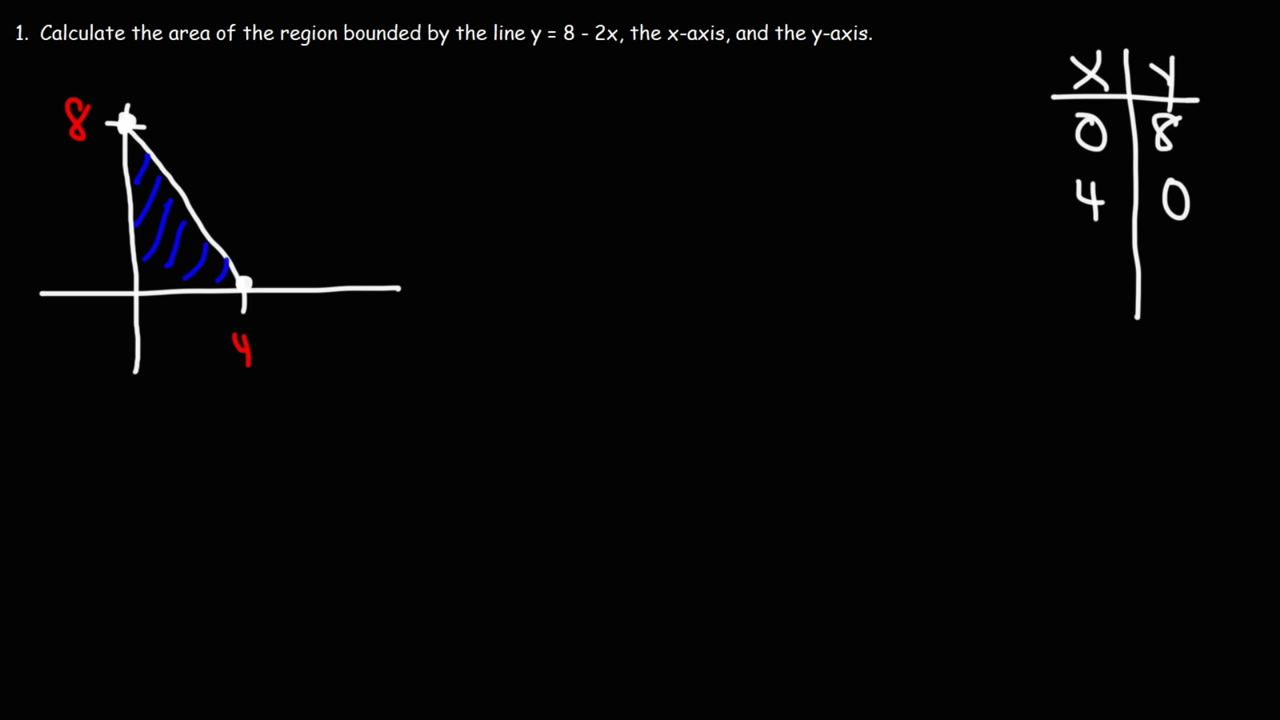 1. Calculate the area of the region bounded by the line y = 8 - 2x, the x-axis, and the y-axis.
x y
8
0 8
4 0
4